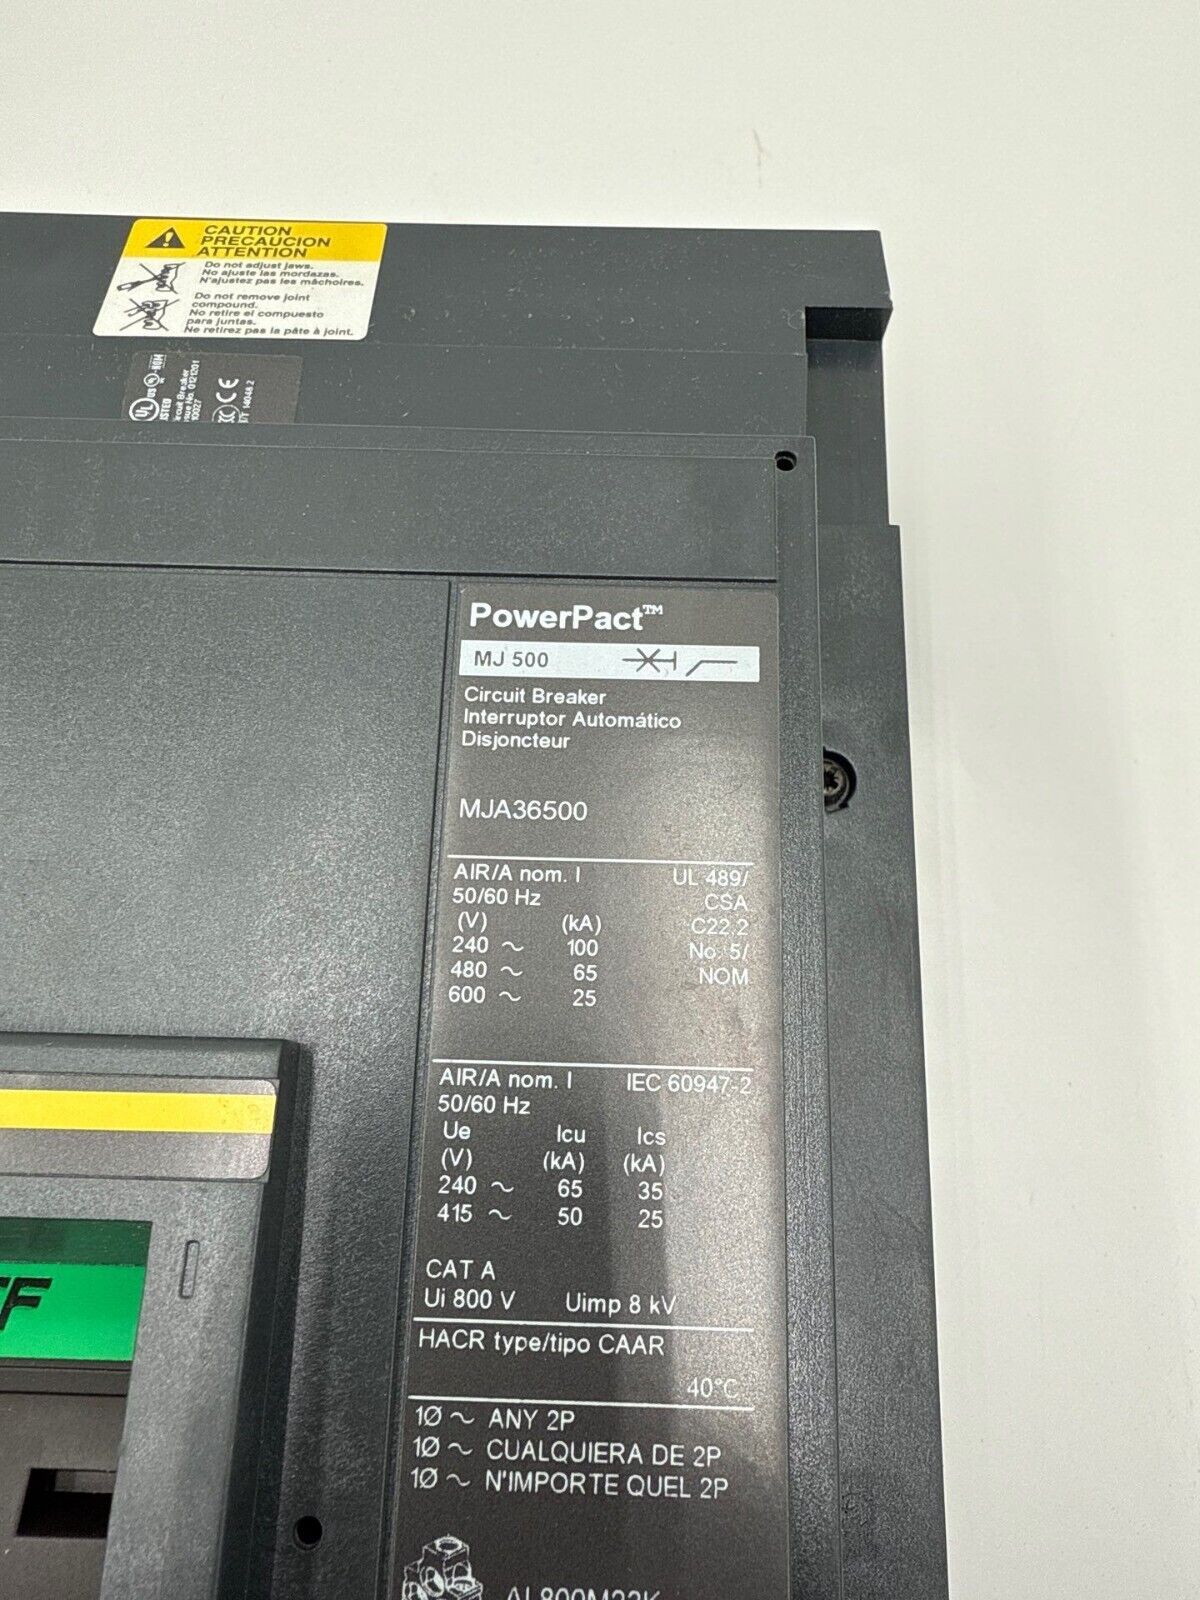 CAUTION
PRECAUCION
ATTENTION
Do not adjust jaws.
No ajuste las mordazas.
N'ajustez pas les mâchoires.
Do not remove joint
compound.
No retire el compuesto
para juntas.
Ne retirez pas la pâte à joint.
PowerPact™
MJ 500
Circuit Breaker
Interruptor Automático
Disjoncteur
MJA36500
AIR/A nom. I UL 489/
50/60 Hz CSA
(V) (kA) C22.2
240 ~ 100 No. 5/
480 ~ 65 NOM
600 ~ 25
AIR/A nom. I IEC 60947-2
50/60 Hz
Ue Icu Ics
(V) (kA) (kA)
240 ~ 65 35
415 ~ 50 25
CAT A
Ui 800 V Uimp 8 kV
HACR type/tipo CAAR
40°C
1Ø ~ ANY 2P
1Ø ~ CUALQUIERA DE 2P
1Ø ~ N'IMPORTE QUEL 2P